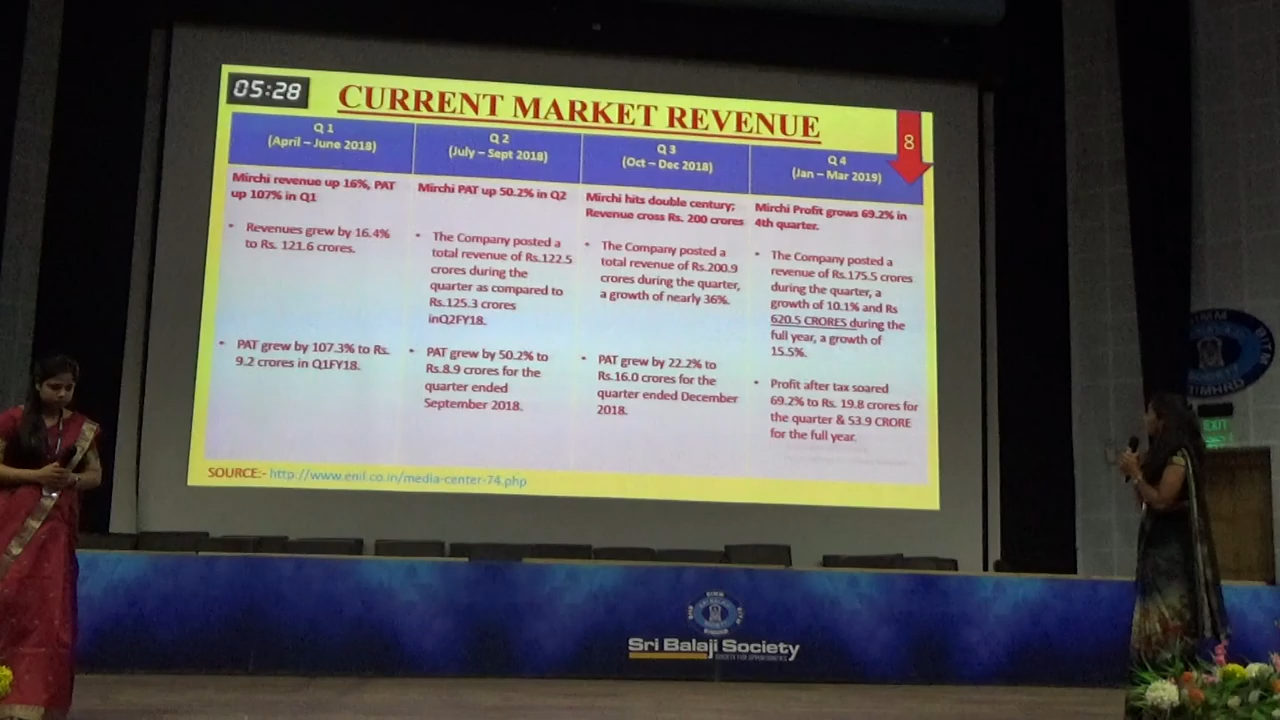 05:28
CURRENT MARKET REVENUE
8
Q 1
(April – June 2018)
Q 2
(July – Sept 2018)
Q 3
(Oct – Dec 2018)
Q 4
(Jan – Mar 2019)
Mirchi revenue up 16%, PAT
up 107% in Q1
• Revenues grew by 16.4%
to Rs. 121.6 crores.
• PAT grew by 107.3% to Rs.
9.2 crores in Q1FY18.
Mirchi PAT up 50.2% in Q2
• The Company posted a
total revenue of Rs.122.5
crores during the
quarter as compared to
Rs.125.3 crores
inQ2FY18.
• PAT grew by 50.2% to
Rs.8.9 crores for the
quarter ended
September 2018.
Mirchi hits double century;
Revenue cross Rs. 200 crores
• The Company posted a
total revenue of Rs.200.9
crores during the quarter,
a growth of nearly 36%.
• PAT grew by 22.2% to
Rs.16.0 crores for the
quarter ended December
2018.
Mirchi Profit grows 69.2% in
4th quarter.
• The Company posted a
revenue of Rs.175.5 crores
during the quarter, a
growth of 10.1% and Rs
620.5 CRORES during the
full year, a growth of
15.5%.
• Profit after tax soared
69.2% to Rs. 19.8 crores for
the quarter & 53.9 CRORE
for the full year.
SOURCE:- http://www.enil.co.in/media-center-74.php
EXIT
Sri Balaji Society